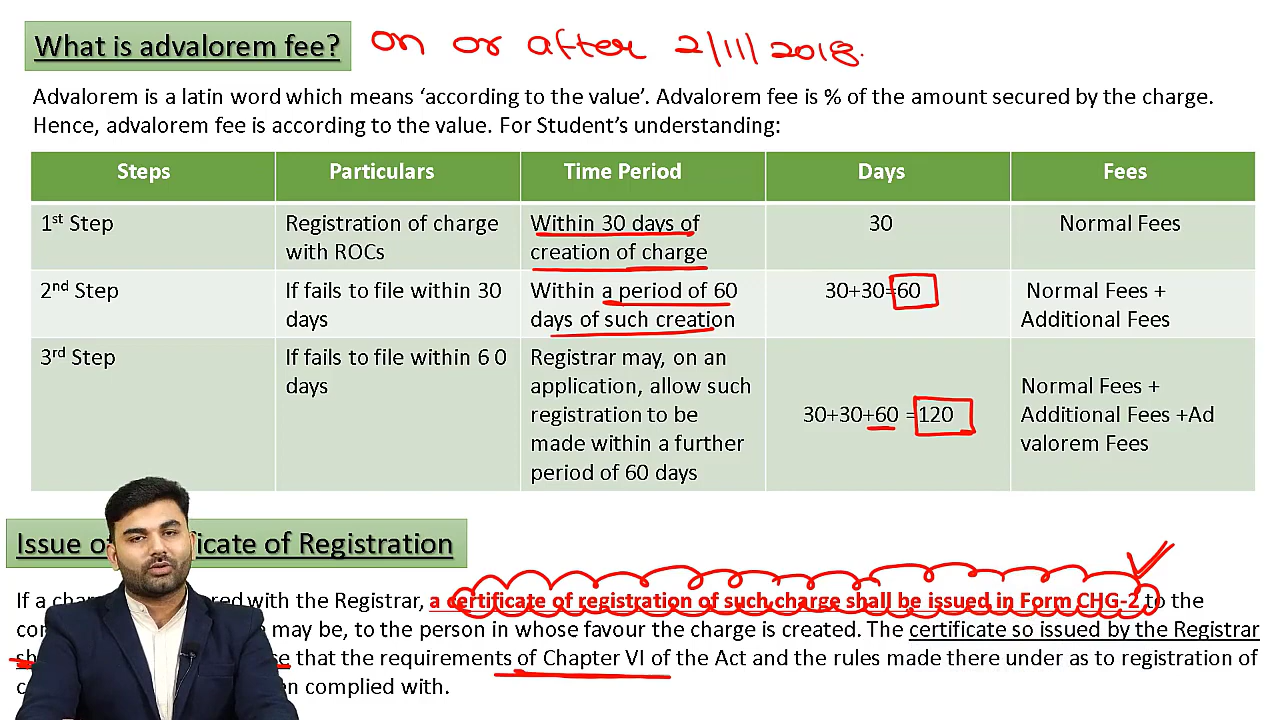 What is advalorem fee? on or after 2/11/2018.
Advalorem is a latin word which means ‘according to the value’. Advalorem fee is % of the amount secured by the charge.
Hence, advalorem fee is according to the value. For Student’s understanding:
Steps Particulars Time Period Days Fees
1st Step Registration of charge Within 30 days of 30 Normal Fees
with ROCs creation of charge
2nd Step If fails to file within 30 Within a period of 60 30+30=60 Normal Fees +
days days of such creation Additional Fees
3rd Step If fails to file within 6 0 Registrar may, on an
days application, allow such Normal Fees +
registration to be 30+30+60 =120 Additional Fees +Ad
made within a further valorem Fees
period of 60 days
Issue of Registration
If a with the Registrar, a certificate of registration of such charge shall be issued in Form CHG-2 to the
may be, to the person in whose favour the charge is created. The certificate so issued by the Registrar
that the requirements of Chapter VI of the Act and the rules made there under as to registration of
complied with.